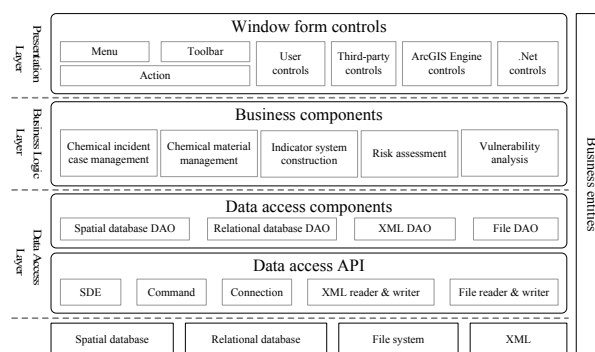 Presentation
Layer
Window form controls
Menu
Toolbar
Action
User
controls
Third-party
controls
ArcGIS Engine
controls
.Net
controls
Business Logic
Layer
Business components
Chemical incident
case management
Chemical material
management
Indicator system
construction
Risk assessment
Vulnerability
analysis
Data Access
Layer
Data access components
Spatial database DAO
Relational database DAO
XML DAO
File DAO
Data access API
SDE
Command
Connection
XML reader & writer
File reader & writer
Spatial database
Relational database
File system
XML
Business entities